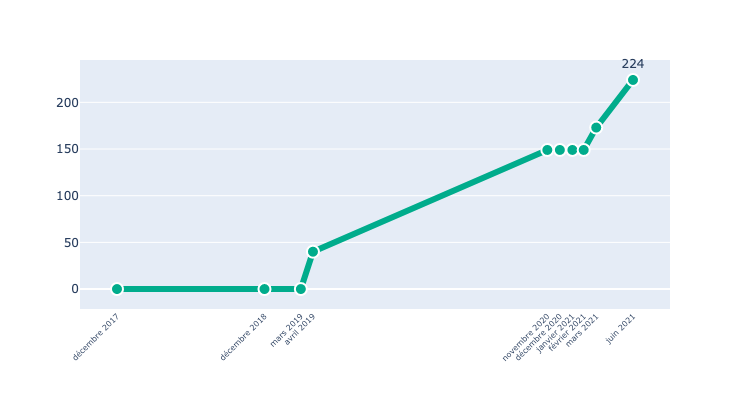 224
200
150
100
50
0
décembre 2017
décembre 2018
mars 2019
avril 2019
novembre 2020
décembre 2020
janvier 2021
février 2021
mars 2021
juin 2021